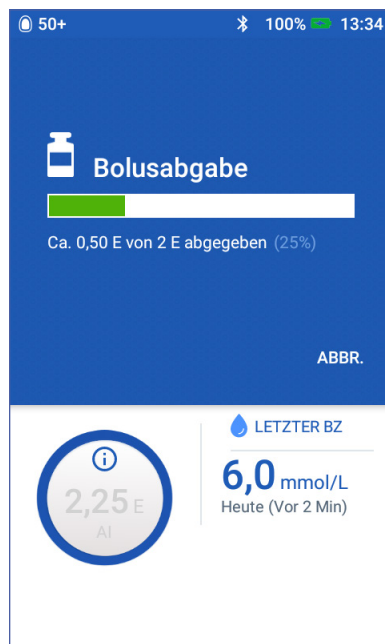 50+ 100% 13:34
Bolusabgabe
Ca. 0,50 E von 2 E abgegeben (25%)
ABBR.
2,25 E
AI
LETZTER BZ
6,0 mmol/L
Heute (Vor 2 Min)